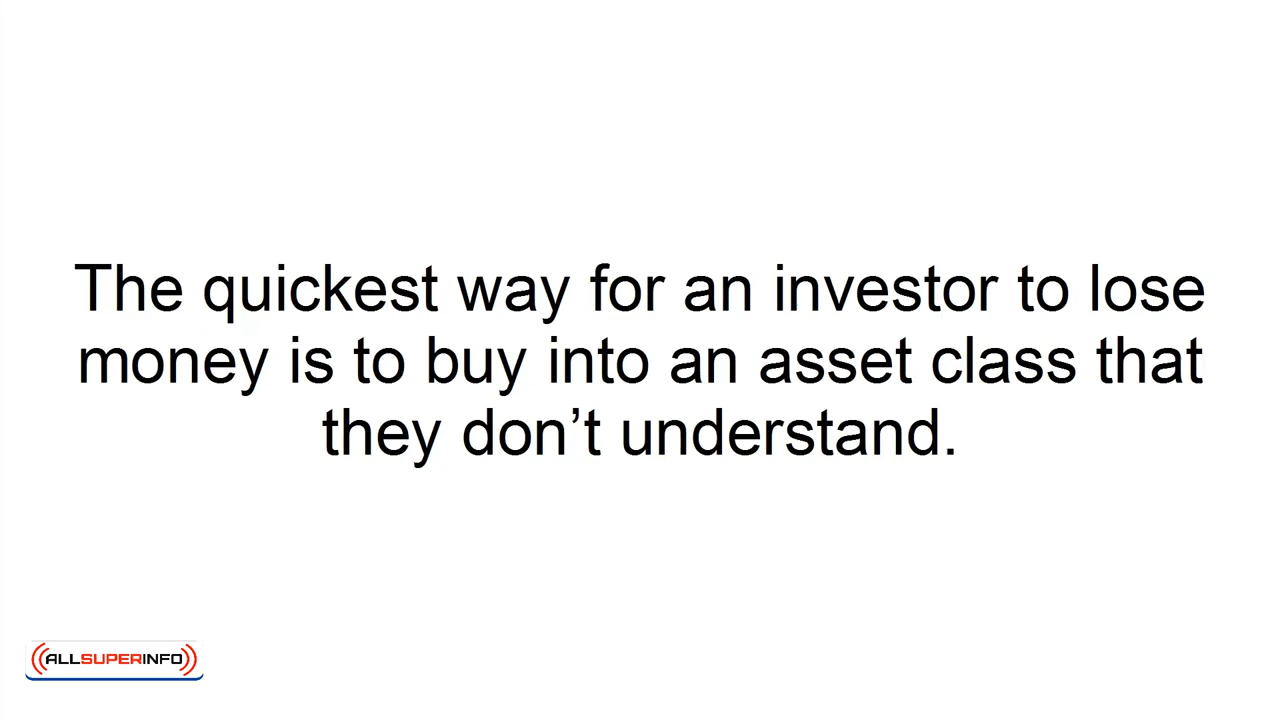 The quickest way for an investor to lose
money is to buy into an asset class that
they don’t understand.
ALLSUPERINFO